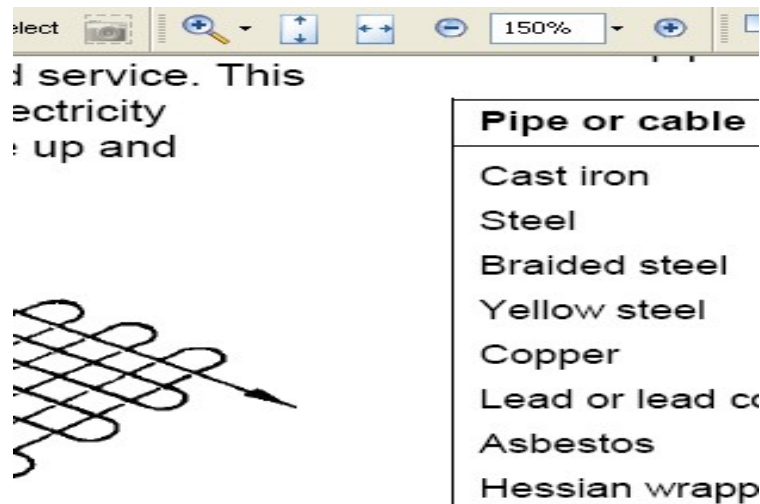 elect
150%
d service. This
ectricity
up and
Pipe or cable
Cast iron
Steel
Braided steel
Yellow steel
Copper
Lead or lead co
Asbestos
Hessian wrapp